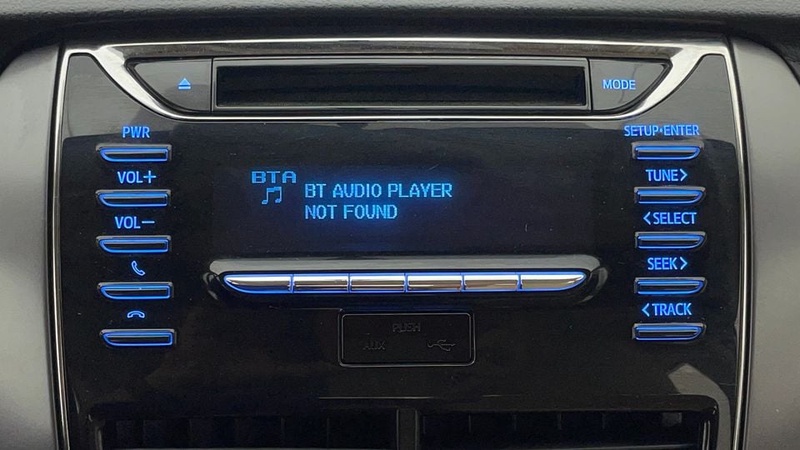 MODE
PWR
SETUP•ENTER
VOL+
TUNE>
VOL−
<SELECT
SEEK>
<TRACK
BTA
BT AUDIO PLAYER
NOT FOUND
PUSH
AUX